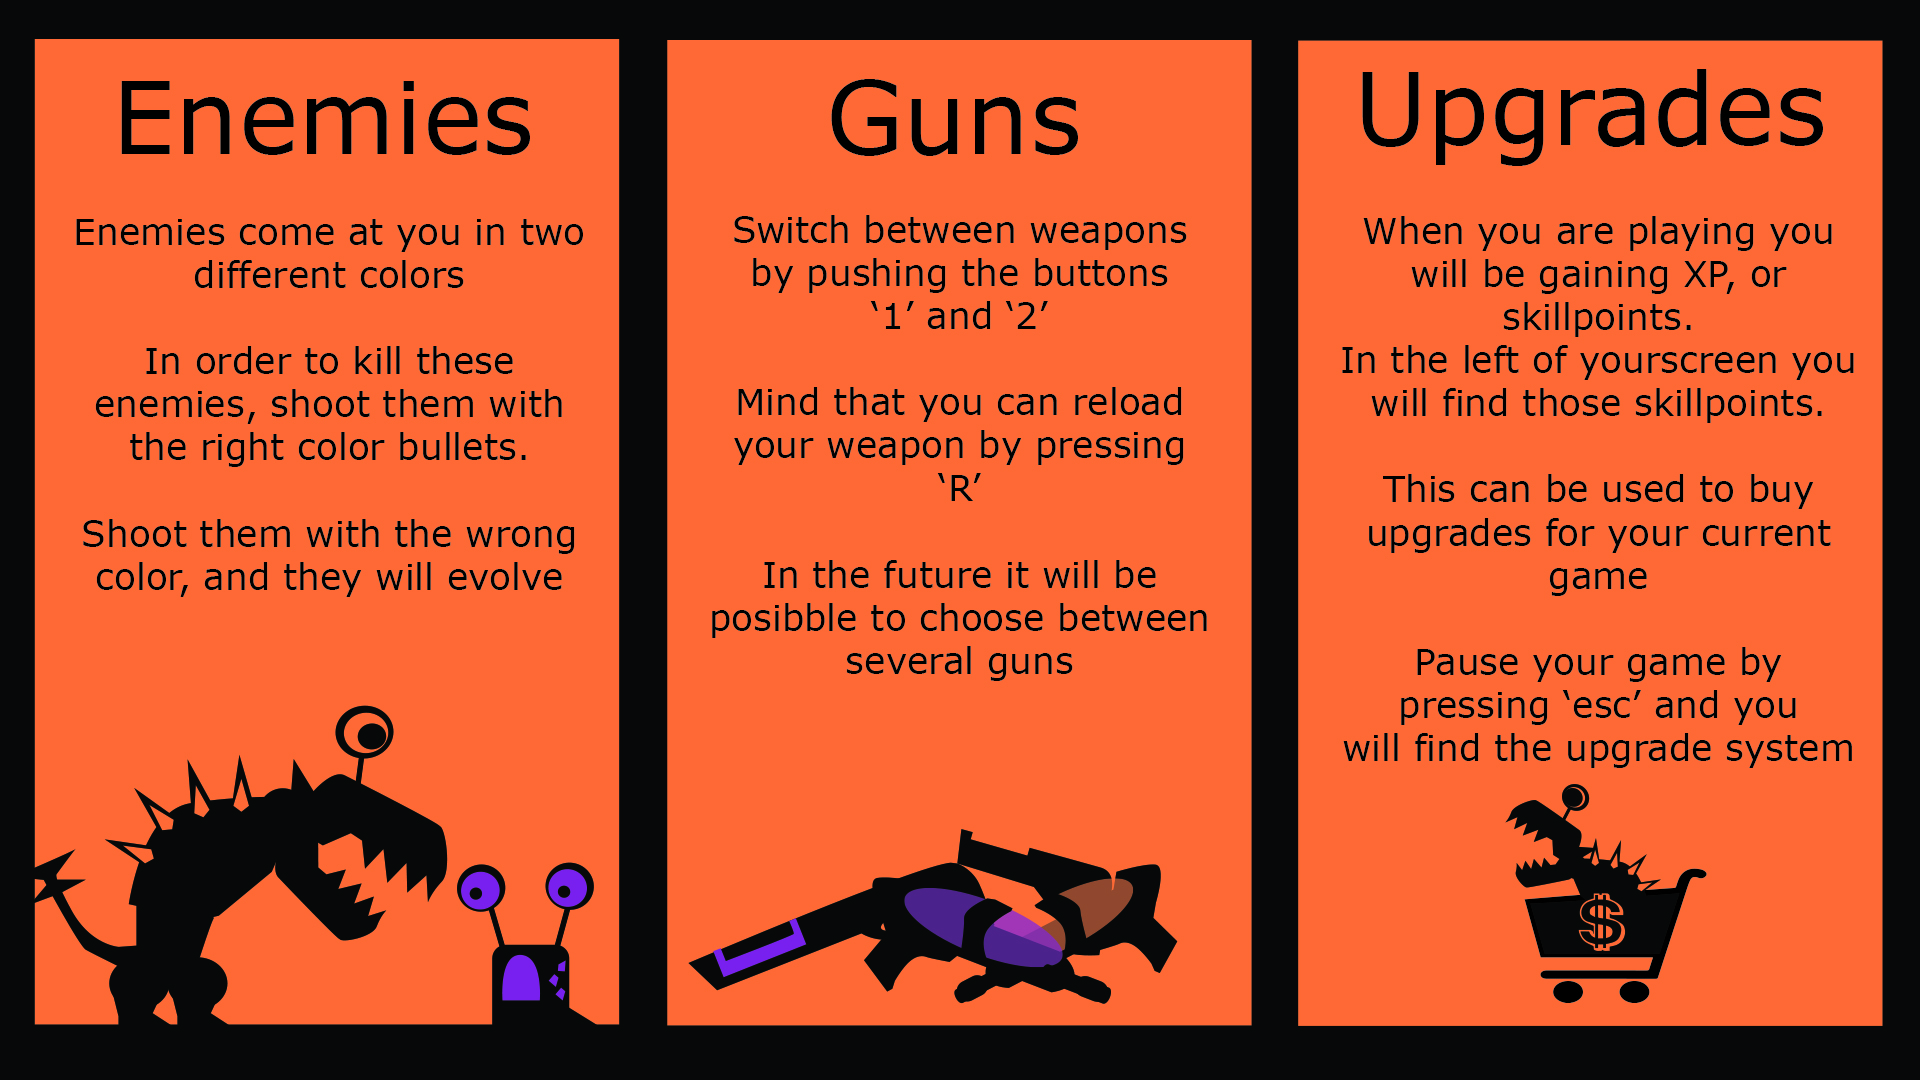 Enemies
Enemies come at you in two
different colors
In order to kill these
enemies, shoot them with
the right color bullets.
Shoot them with the wrong
color, and they will evolve
Guns
Switch between weapons
by pushing the buttons
‘1’ and ‘2’
Mind that you can reload
your weapon by pressing
‘R’
In the future it will be
posibble to choose between
several guns
Upgrades
When you are playing you
will be gaining XP, or
skillpoints.
In the left of yourscreen you
will find those skillpoints.
This can be used to buy
upgrades for your current
game
Pause your game by
pressing ‘esc’ and you
will find the upgrade system
$